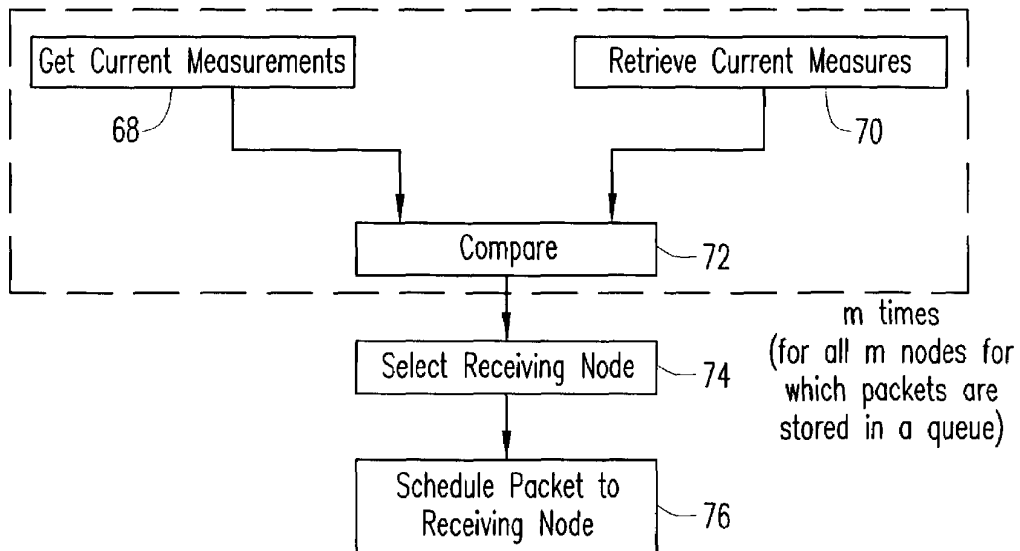 Get Current Measurements
Retrieve Current Measures
68
70
Compare
72
m times
(for all m nodes for
which packets are
stored in a queue)
Select Receiving Node
74
Schedule Packet to
Receiving Node
76